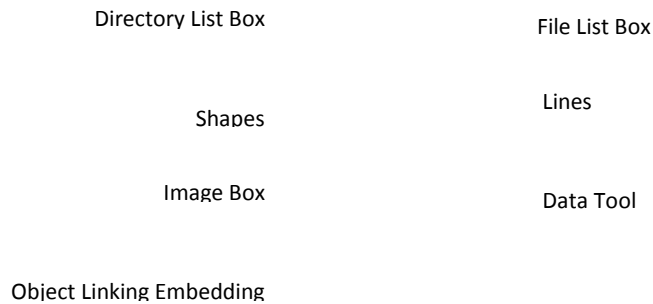 Directory List Box
File List Box
Shapes
Lines
Image Box
Data Tool
Object Linking Embedding